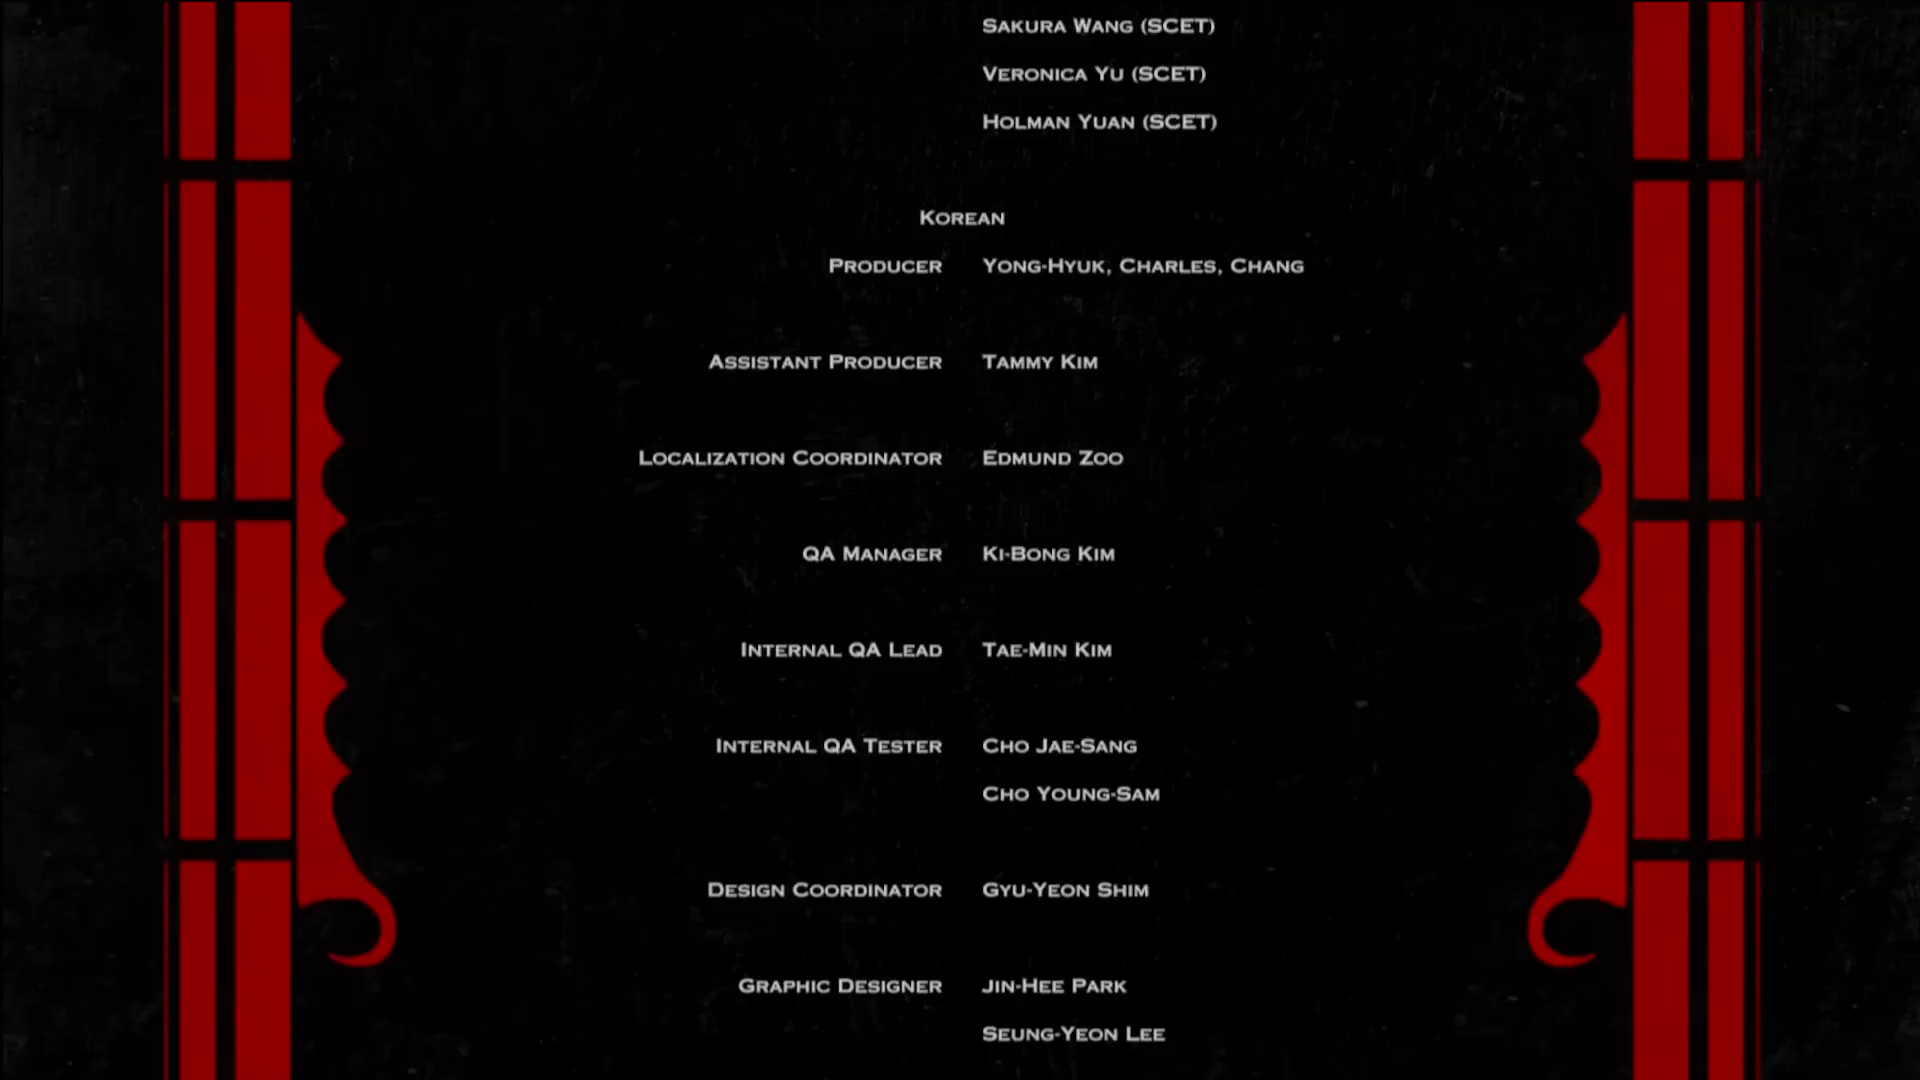 Sakura Wang (SCET)
Veronica Yu (SCET)
Holman Yuan (SCET)
Korean
Producer Yong-Hyuk, Charles, Chang
Assistant Producer Tammy Kim
Localization Coordinator Edmund Zoo
QA Manager Ki-Bong Kim
Internal QA Lead Tae-Min Kim
Internal QA Tester Cho Jae-Sang
Cho Young-Sam
Design Coordinator Gyu-Yeon Shim
Graphic Designer Jin-Hee Park
Seung-Yeon Lee